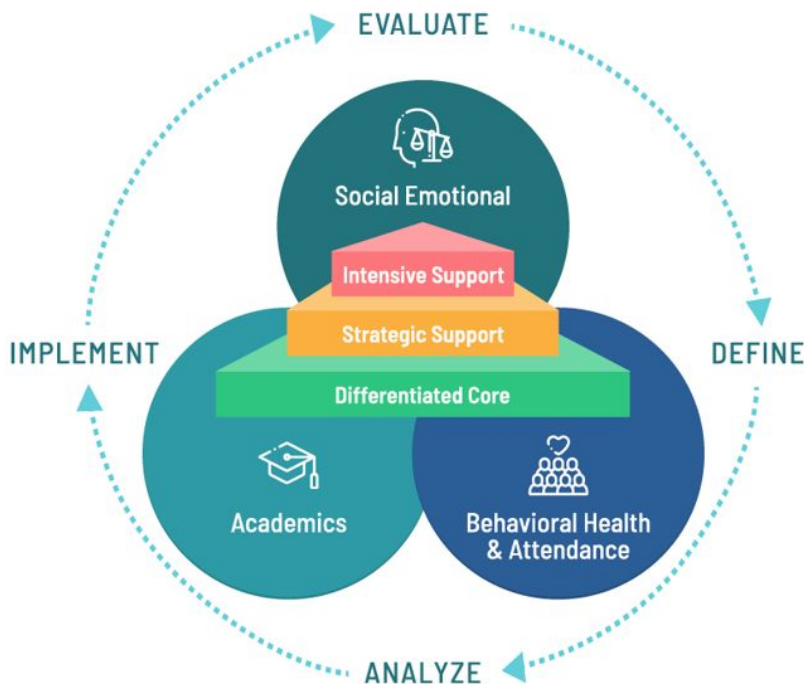 EVALUATE
Social Emotional
Intensive Support
Strategic Support
IMPLEMENT
DEFINE
Differentiated Core
Academics
Behavioral Health
& Attendance
ANALYZE